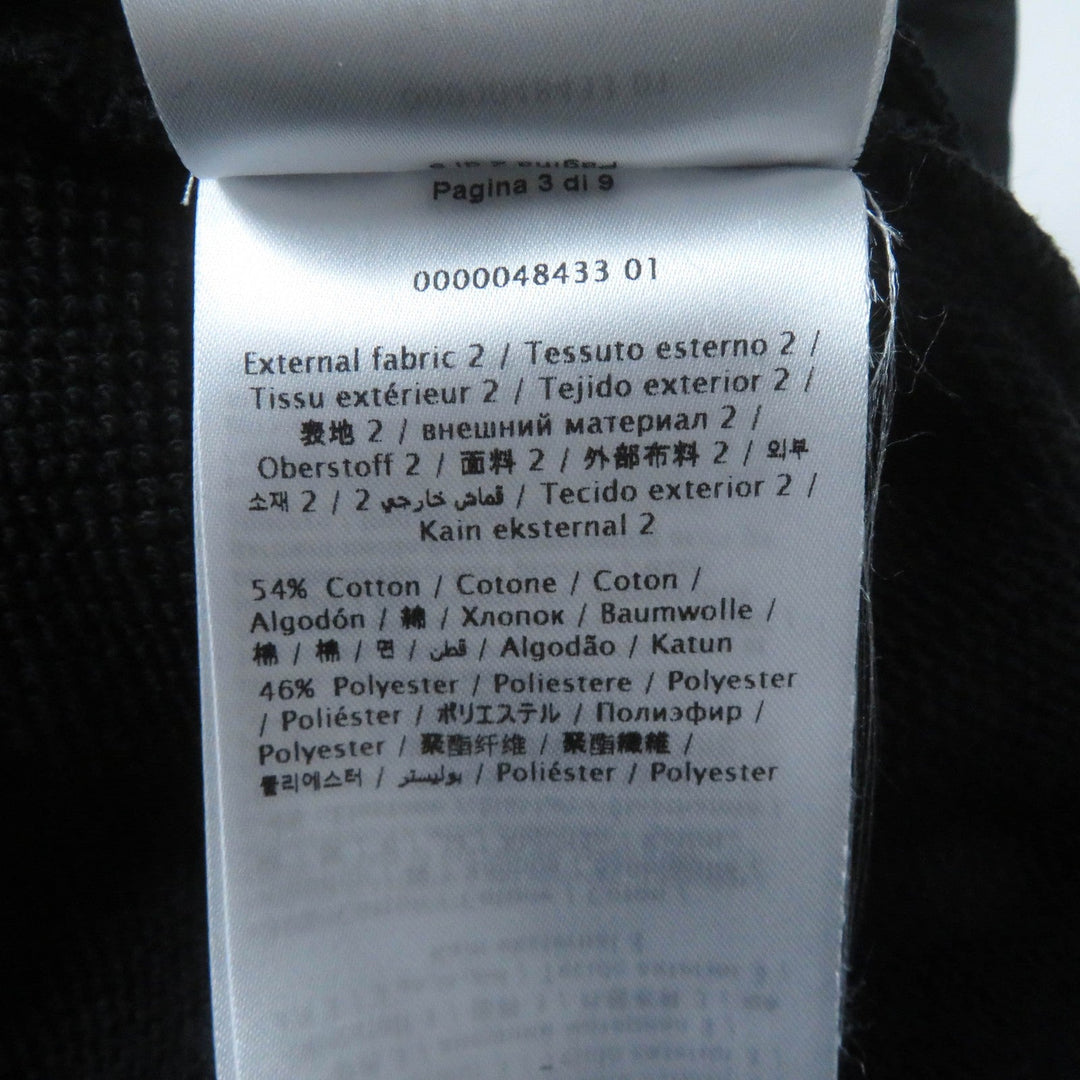 Pagina 3 di 9
0000048433 01
External fabric 2 / Tessuto esterno 2 /
Tissu extérieur 2 / Tejido exterior 2 /
表地 2 / внешний материал 2 /
Oberstoff 2 / 面料 2 / 外部布料 2 / 외부
소재 2 / 2 قماش خارجي / Tecido exterior 2 /
Kain eksternal 2
54% Cotton / Cotone / Coton /
Algodón / 綿 / Хлопок / Baumwolle /
棉 / 棉 / 면 / قطن / Algodão / Katun
46% Polyester / Poliestere / Polyester
/ Poliéster / ポリエステル / Полиэфир /
Polyester / 聚酯纤维 / 聚酯纖維 /
폴리에스터 / بوليستر / Poliéster / Polyester